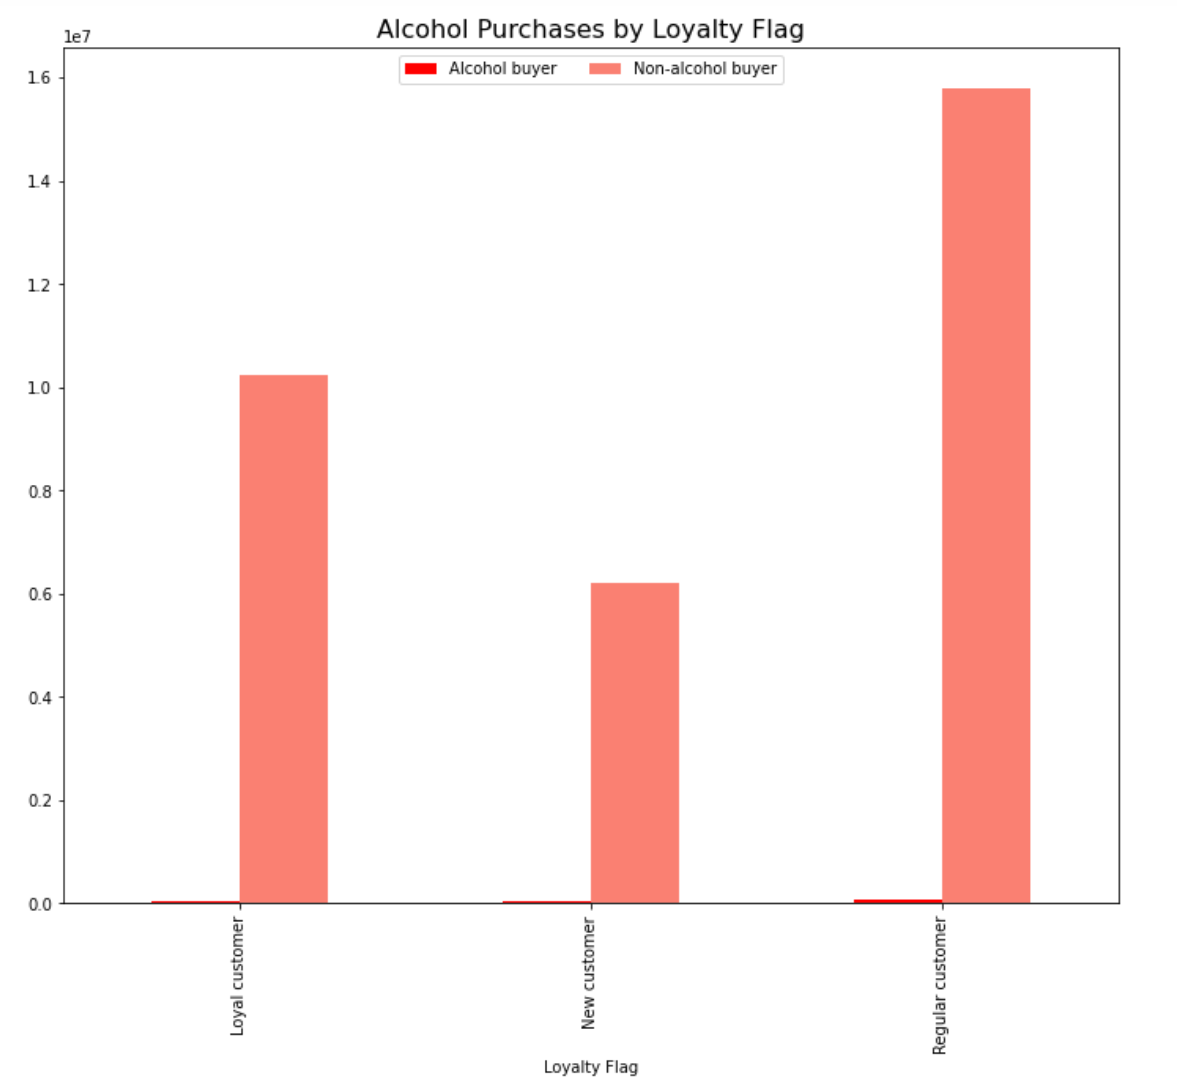 Alcohol Purchases by Loyalty Flag
1e7
Alcohol buyer Non-alcohol buyer
1.6
1.4
1.2
1.0
0.8
0.6
0.4
0.2
0.0
Loyal customer
New customer
Regular customer
Loyalty Flag